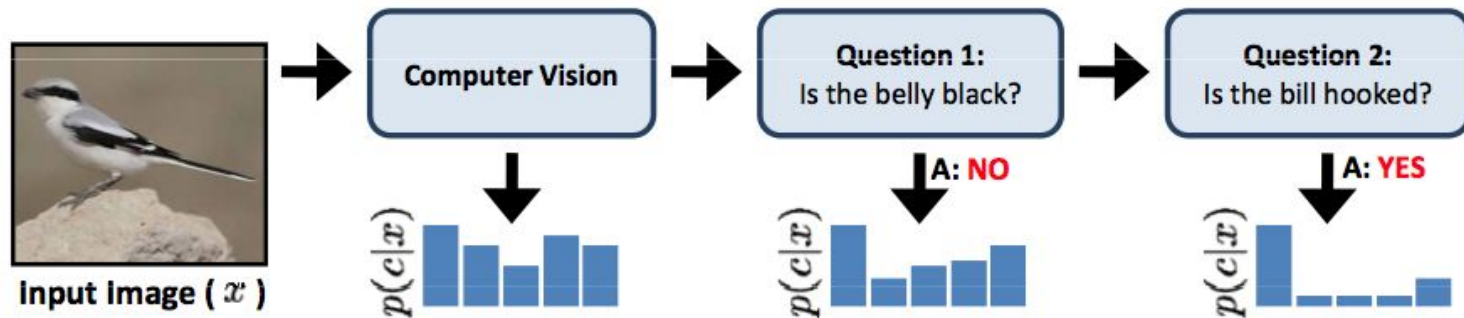 Input Image ( x )
Computer Vision
p(c|x)
Question 1:
Is the belly black?
A: NO
p(c|x)
Question 2:
Is the bill hooked?
A: YES
p(c|x)